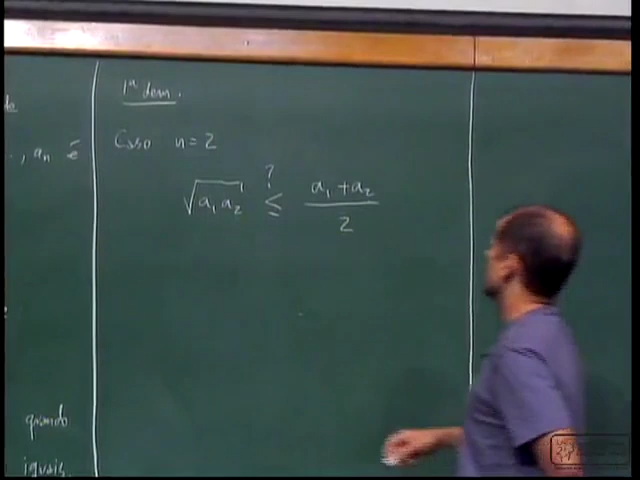 1ª dem.
, aₙ é
Caso n = 2
?
√(a₁a₂) ≤ (a₁ + a₂)/2
quando
iguais.